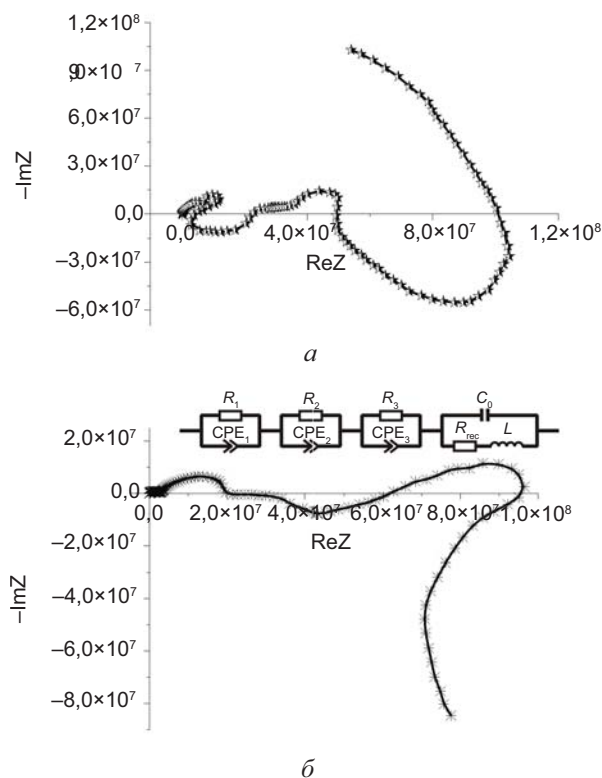 1,2×10⁸
9,0×10⁷
6,0×10⁷
3,0×10⁷
0,0
−3,0×10⁷
−6,0×10⁷
−ImZ
0,0 4,0×10⁷ 8,0×10⁷ 1,2×10⁸
ReZ
а
R₁ R₂ R₃ C₀
CPE₁ CPE₂ CPE₃ R_rec L
2,0×10⁷
0,0
−2,0×10⁷
−4,0×10⁷
−6,0×10⁷
−8,0×10⁷
−ImZ
0,0 2,0×10⁷ 4,0×10⁷ 6,0×10⁷ 8,0×10⁷ 1,0×10⁸
ReZ
б